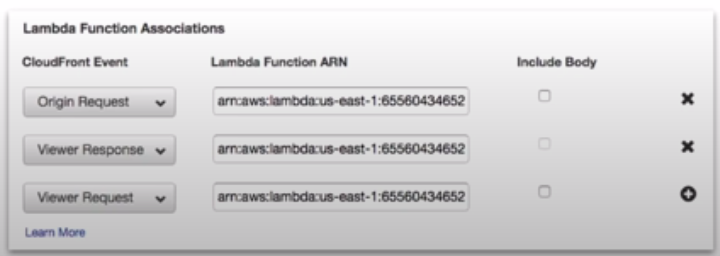 Lambda Function Associations
CloudFront Event Lambda Function ARN Include Body
Origin Request arn:aws:lambda:us-east-1:65560434652
Viewer Response arn:aws:lambda:us-east-1:65560434652
Viewer Request arn:aws:lambda:us-east-1:65560434652
Learn More